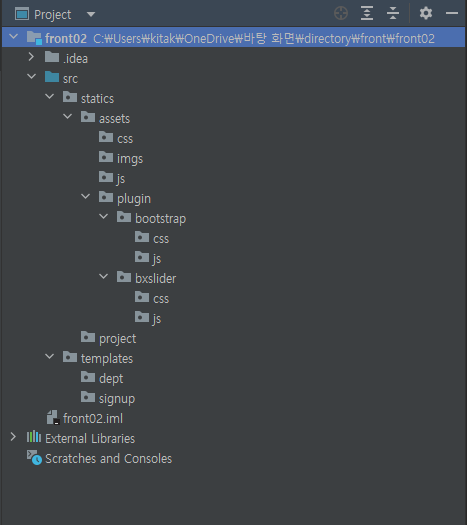 Project
front02 C:₩Users₩kitak₩OneDrive₩바탕 화면₩directory₩front₩front02
.idea
src
statics
assets
css
imgs
js
plugin
bootstrap
css
js
bxslider
css
js
project
templates
dept
signup
front02.iml
External Libraries
Scratches and Consoles